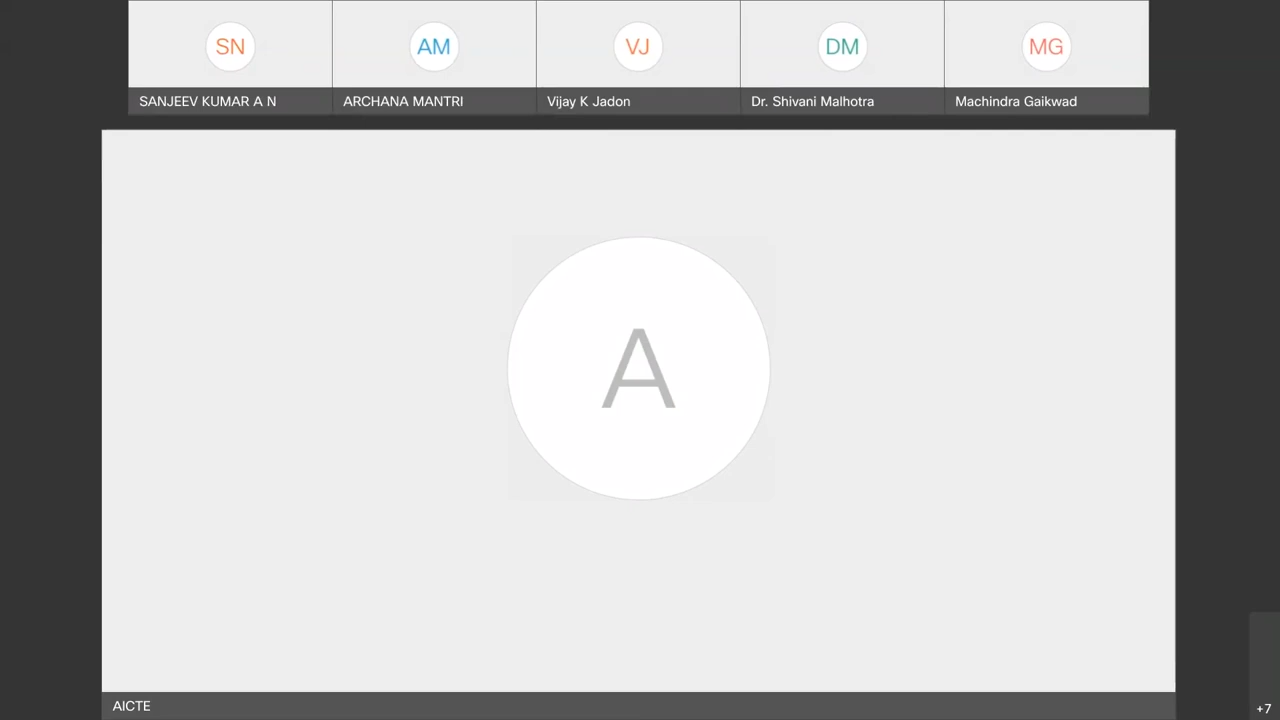 SN
AM
VJ
DM
MG
SANJEEV KUMAR A N
ARCHANA MANTRI
Vijay K Jadon
Dr. Shivani Malhotra
Machindra Gaikwad
A
AICTE
+7